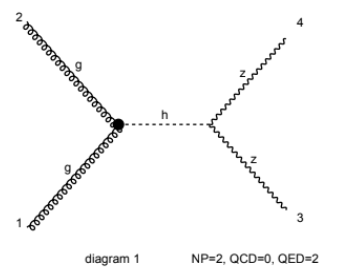 2
4
g
z
h
g
z
1
3
diagram 1
NP=2, QCD=0, QED=2